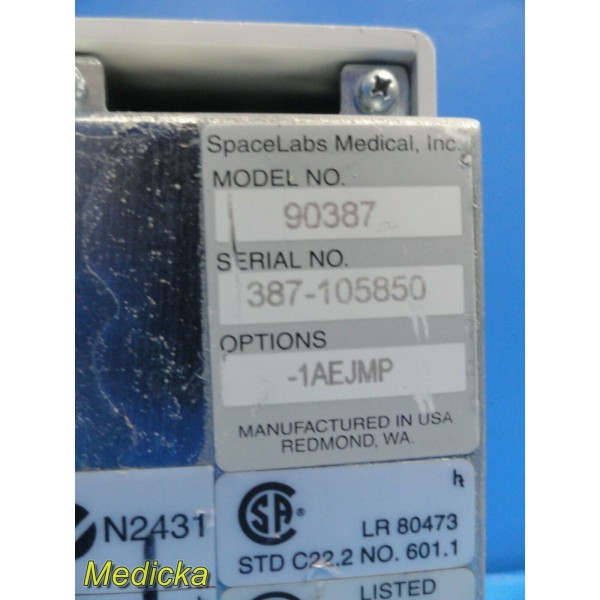 SpaceLabs Medical, Inc.
MODEL NO.
90387
SERIAL NO.
387-105850
OPTIONS
-1AEJMP
MANUFACTURED IN USA
REDMOND, WA.
N2431
CSA
LR 80473
STD C22.2 NO. 601.1
LISTED
Medicka